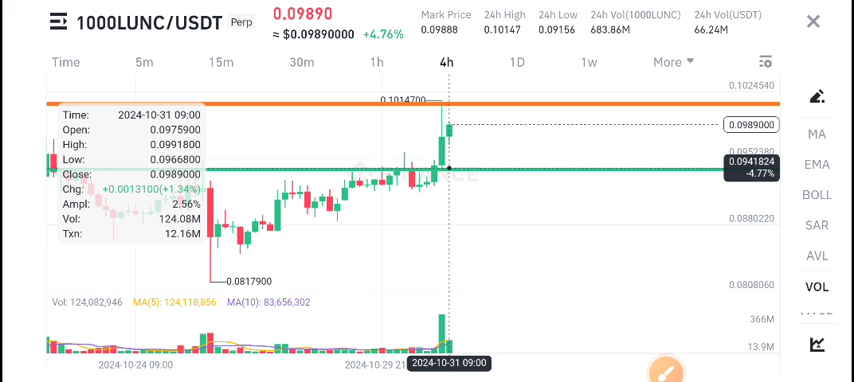 1000LUNC/USDT Perp
0.09890
≈ $0.09890000 +4.76%
Mark Price 24h High 24h Low 24h Vol(1000LUNC) 24h Vol(USDT)
0.09888 0.10147 0.09156 683.86M 66.24M
Time 5m 15m 30m 1h 4h 1D 1w More
0.1024540
0.1014700
Time: 2024-10-31 09:00
Open: 0.0975900
High: 0.0991800
Low: 0.0966800
Close: 0.0989000
Chg: +0.0013100(+1.34%)
Ampl: 2.56%
Vol: 124.08M
Txn: 12.16M
0.0989000
0.0952380
0.0941824
-4.77%
0.0880220
0.0817900
0.0808060
MA
EMA
BOLL
SAR
AVL
VOL
Vol: 124,082,946 MA(5): 124,118,856 MA(10): 83,656,302
366M
13.9M
2024-10-24 09:00 2024-10-29 21 2024-10-31 09:00